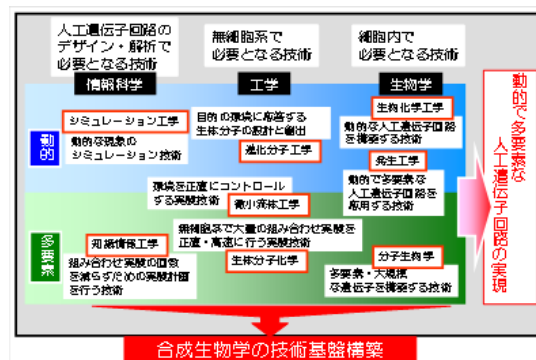 人工遺伝子回路の
デザイン・解析で
必要となる技術
無細胞系で
必要となる技術
細胞内で
必要となる技術
情報科学
工学
生物学
動的
シミュレーション工学
動的な現象の
シミュレーション技術
目的の環境に応答する
生体分子の設計と創出
進化分子工学
生物化学工学
動的な人工遺伝子回路
を構築する技術
発生工学
動的で多要素な
人工遺伝子回路を
応用する技術
環境を正確にコントロール
する実験技術
微小流体工学
多要素
無細胞系で大量の組み合わせ実験を
正確・高速に行う実験技術
生体分子化学
知識情報工学
組み合わせ実験の回数
を減らすための実験計画
を行う技術
分子生物学
多要素・大規模
な遺伝子を構築する技術
動的で多要素な
人工遺伝子回路の実現
合成生物学の技術基盤構築